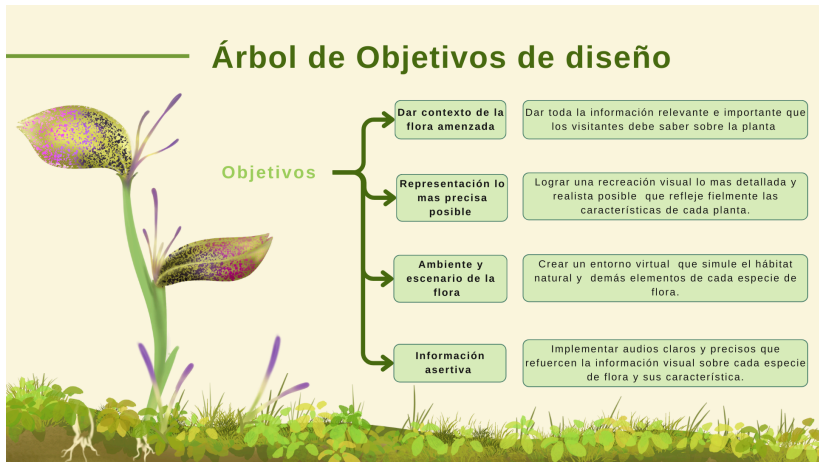 Árbol de Objetivos de diseño
Objetivos
Dar contexto de la
flora amenzada
Dar toda la información relevante e importante que
los visitantes debe saber sobre la planta
Representación lo
mas precisa
posible
Lograr una recreación visual lo mas detallada y
realista posible que refleje fielmente las
características de cada planta.
Ambiente y
escenario de la
flora
Crear un entorno virtual que simule el hábitat
natural y demás elementos de cada especie de
flora.
Información
asertiva
Implementar audios claros y precisos que
refuercen la información visual sobre cada especie
de flora y sus característica.